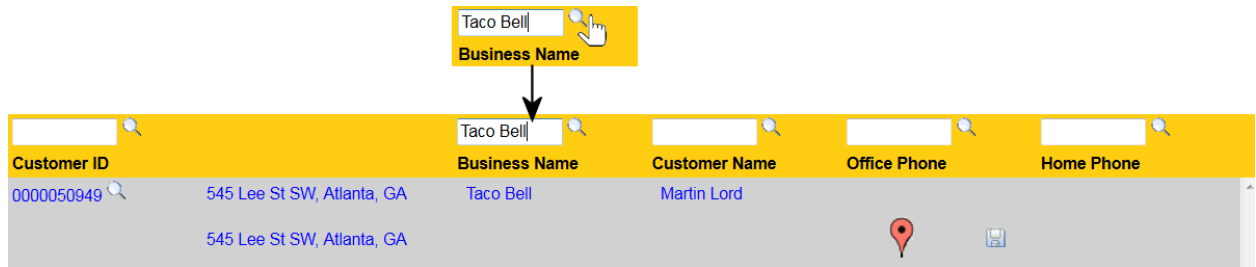 Taco Bell
Business Name
Taco Bell
Customer ID Business Name Customer Name Office Phone Home Phone
0000050949 545 Lee St SW, Atlanta, GA Taco Bell Martin Lord
545 Lee St SW, Atlanta, GA